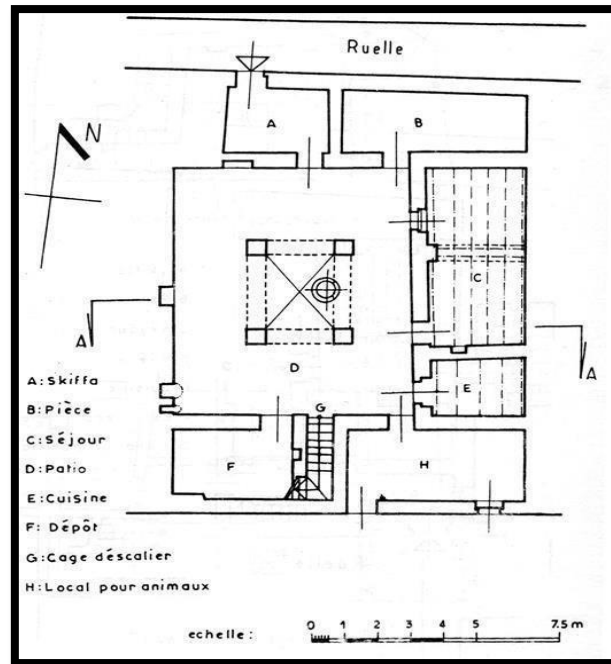 Ruelle
N
A
B
C
A
A
D
E
G
F
H
A:Skiffa
B:Pièce
C:Séjour
D:Patio
E:Cuisine
F: Dépôt
G:Cage déscalier
H:Local pour animaux
echelle: 0 1 2 3 4 5 7.5m